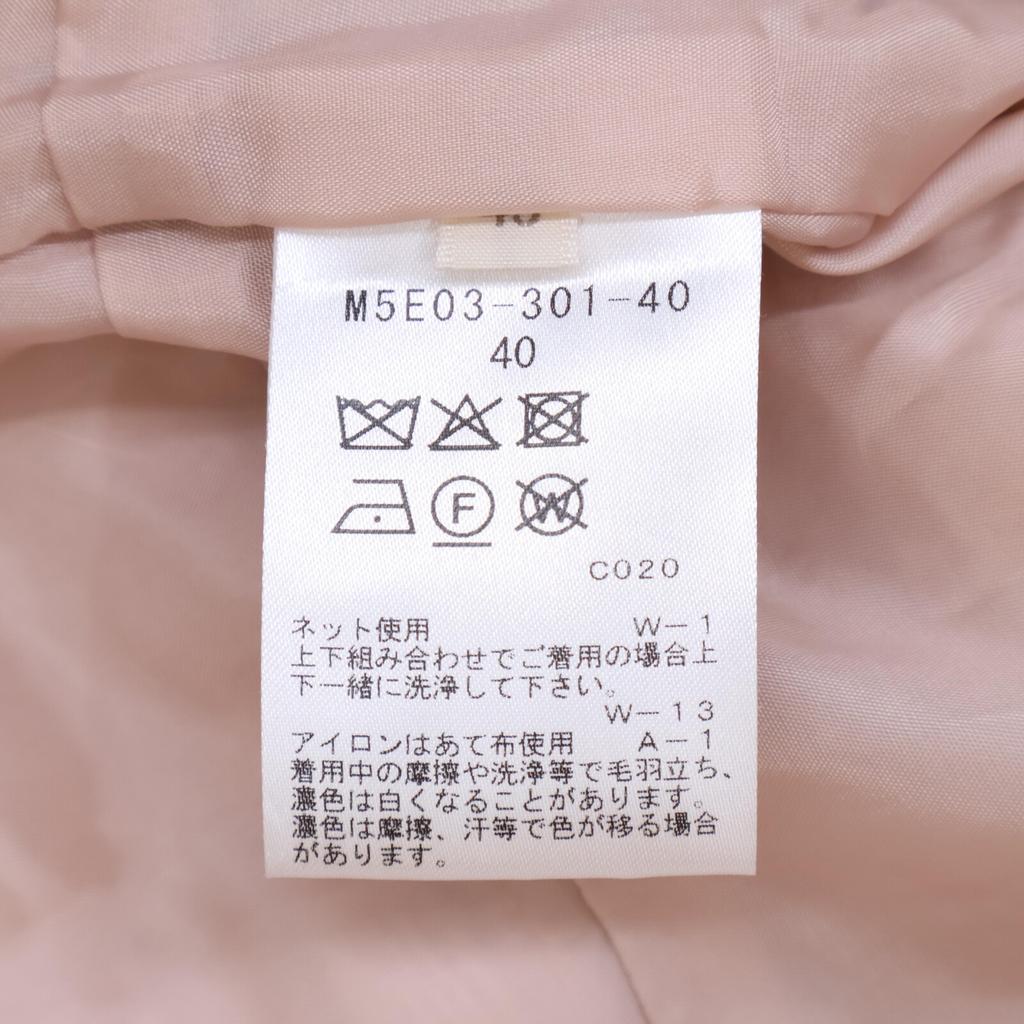 M5E03-301-40
40
F
W
C020
ネット使用 W-1
上下組み合わせでご着用の場合上
下一緒に洗浄して下さい。
W-13
アイロンはあて布使用 A-1
着用中の摩擦や洗浄等で毛羽立ち、
濃色は白くなることがあります。
濃色は摩擦、汗等で色が移る場合
があります。